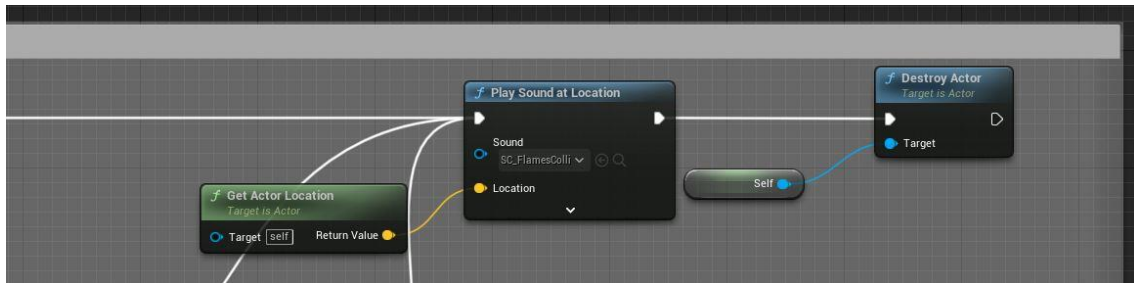 Play Sound at Location
Sound
SC_FlamesColli
Location
Get Actor Location
Target is Actor
Target self Return Value
Destroy Actor
Target is Actor
Target
Self